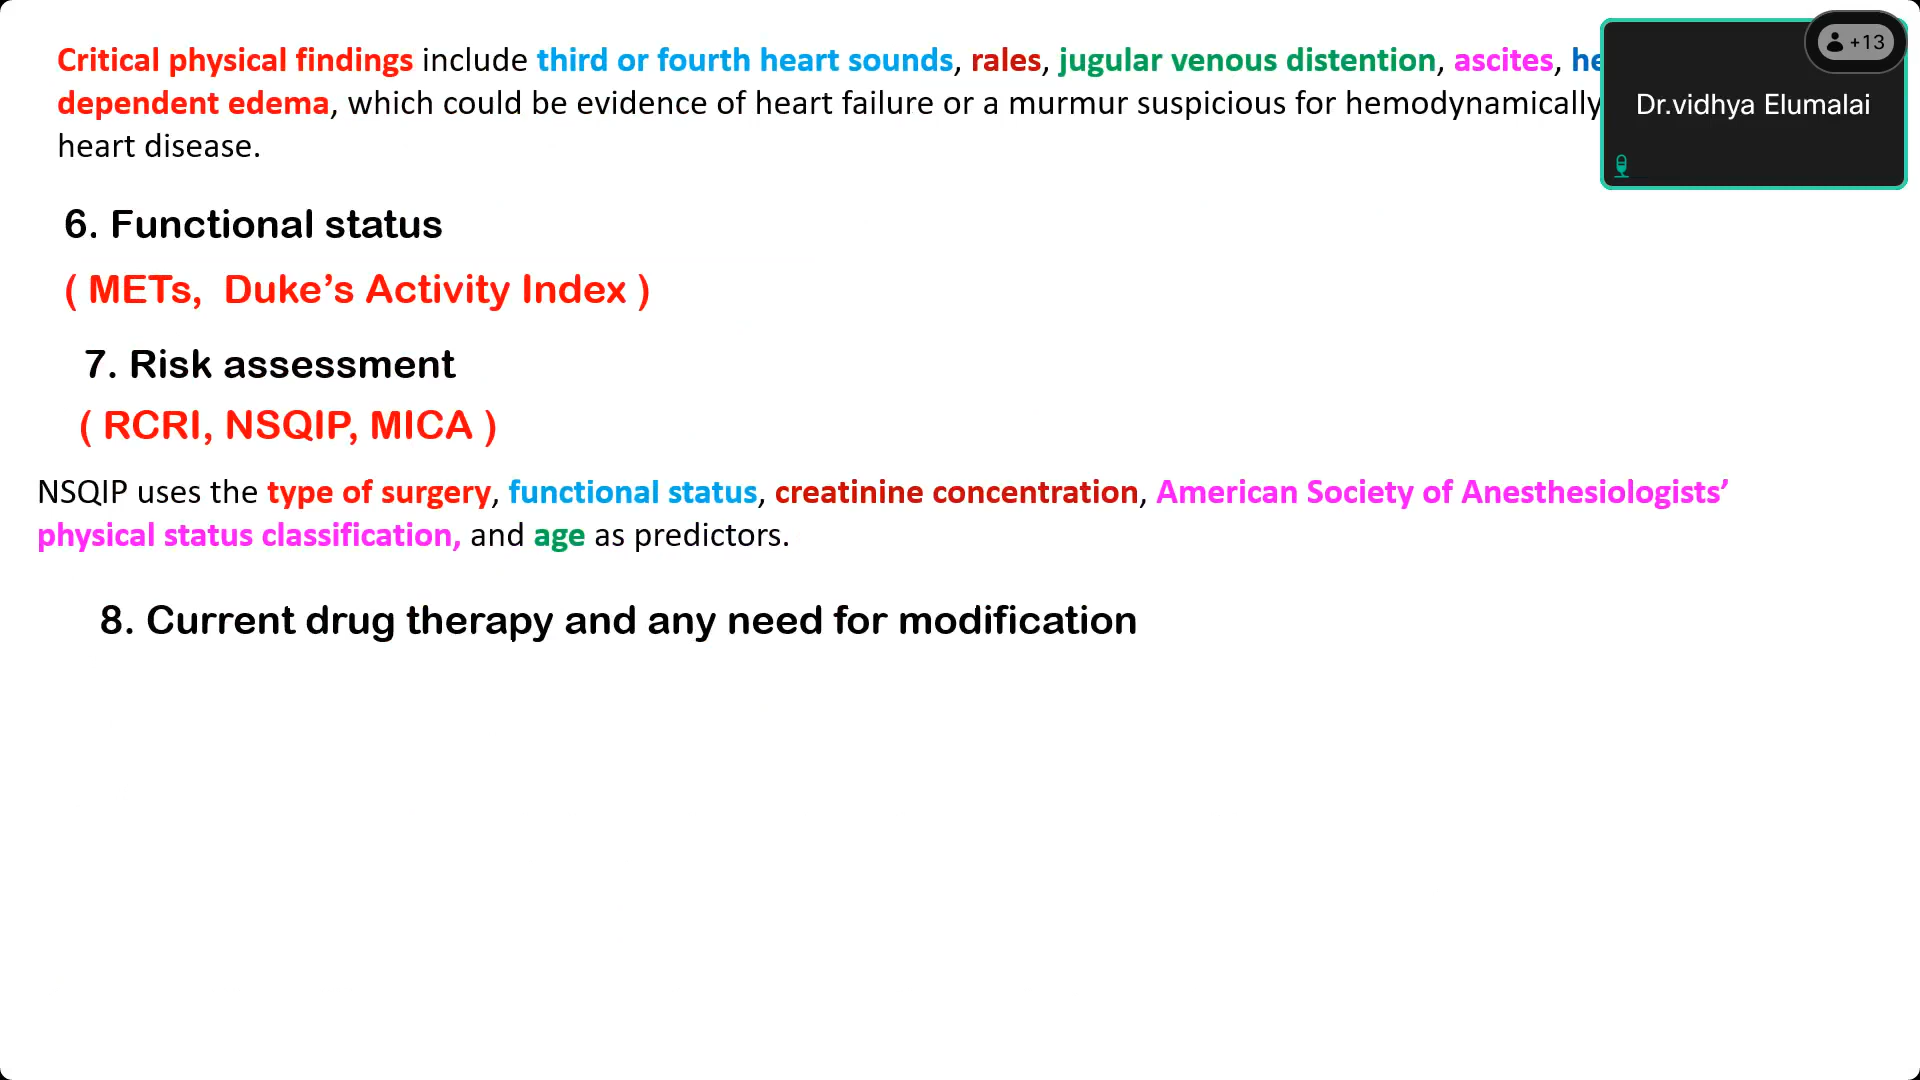 Critical physical findings include third or fourth heart sounds, rales, jugular venous distention, ascites,
dependent edema, which could be evidence of heart failure or a murmur suspicious for hemodynamically
heart disease.
+13
Dr.vidhya Elumalai
6. Functional status
( METs, Duke’s Activity Index )
7. Risk assessment
( RCRI, NSQIP, MICA )
NSQIP uses the type of surgery, functional status, creatinine concentration, American Society of Anesthesiologists’
physical status classification, and age as predictors.
8. Current drug therapy and any need for modification